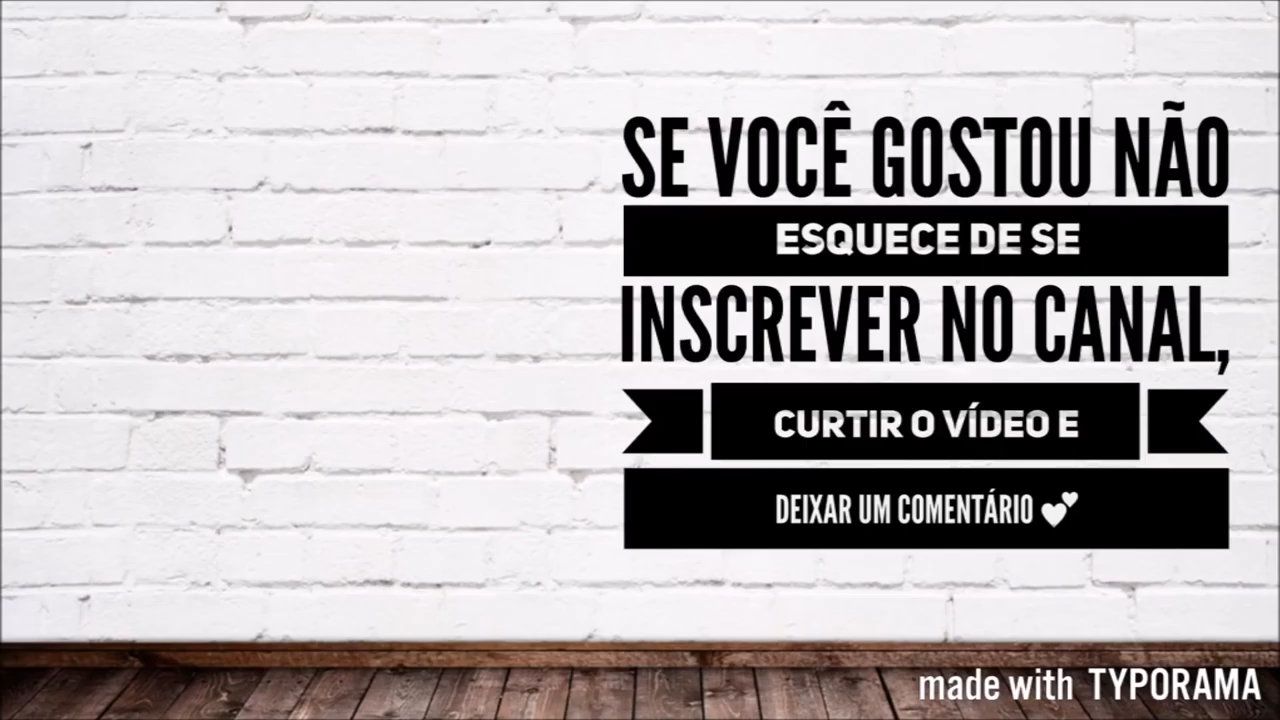 SE VOCÊ GOSTOU NÃO
ESQUECE DE SE
INSCREVER NO CANAL,
CURTIR O VÍDEO E
DEIXAR UM COMENTÁRIO 💕
made with TYPORAMA